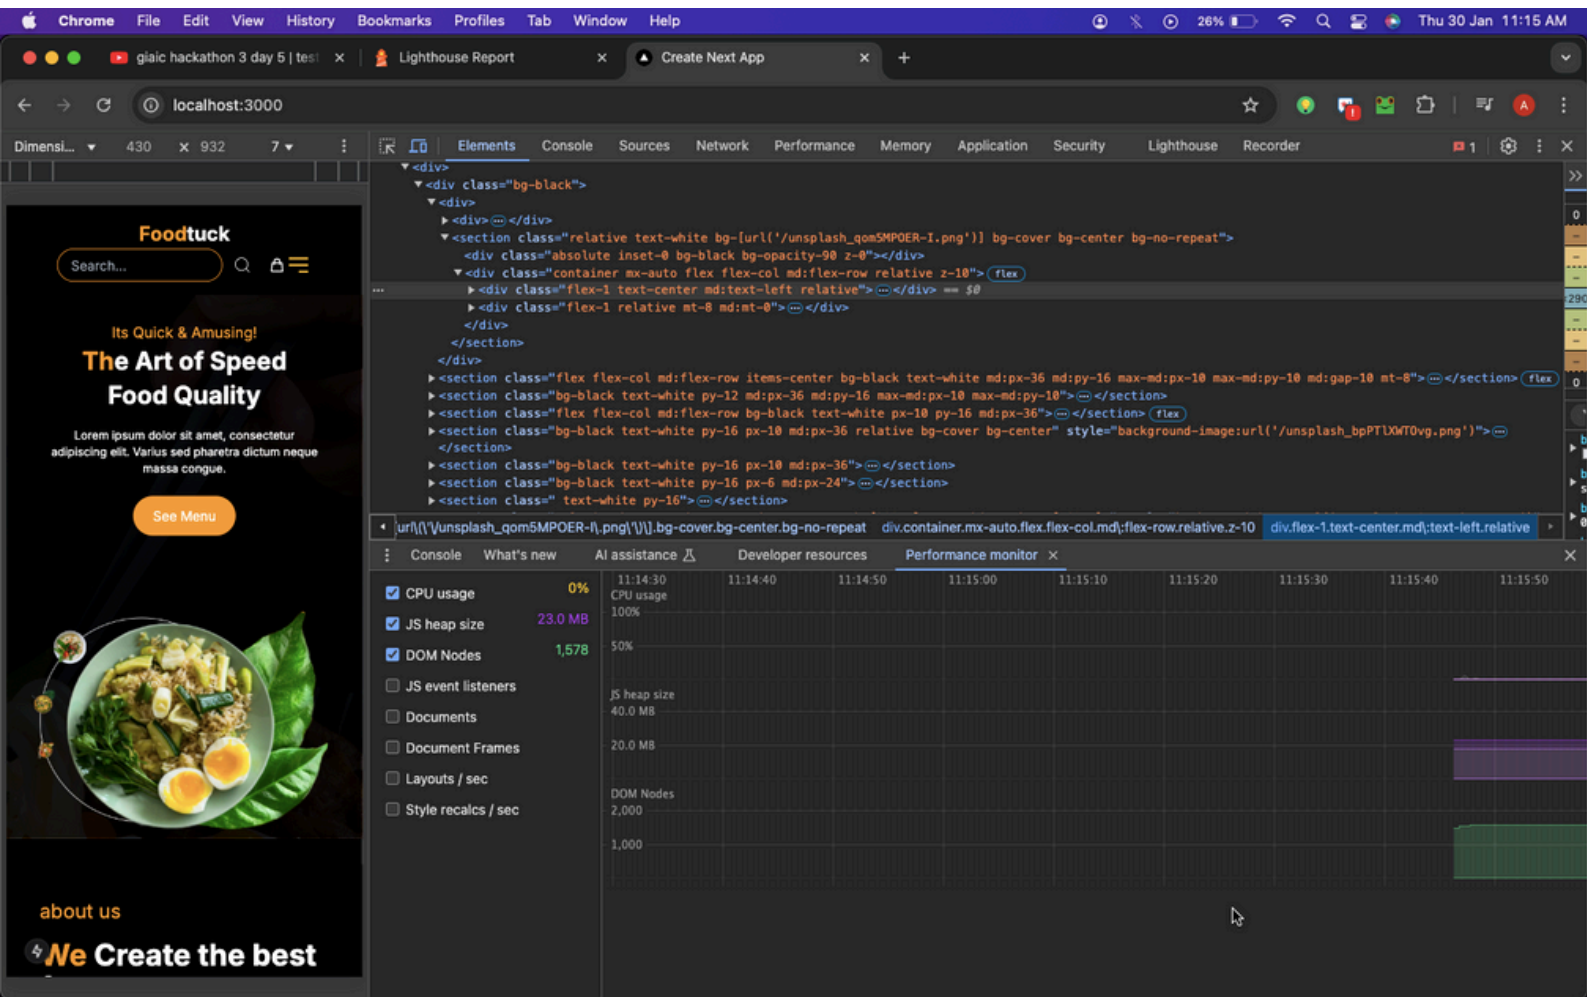 Chrome File Edit View History Bookmarks Profiles Tab Window Help 26% Thu 30 Jan 11:15 AM
giaic hackathon 3 day 5 | test Lighthouse Report Create Next App
localhost:3000 A
Dimensi... 430 × 932 7 Elements Console Sources Network Performance Memory Application Security Lighthouse Recorder 1
Foodtuck
Search...
Its Quick & Amusing!
The Art of Speed
Food Quality
Lorem ipsum dolor sit amet, consectetur
adipiscing elit. Varius sed pharetra dictum neque
massa congue.
See Menu
about us
We Create the best
<div>
<div class="bg-black">
<div>
<div>…</div>
<section class="relative text-white bg-[url('/unsplash_qom5MPOER-I.png')] bg-cover bg-center bg-no-repeat">
<div class="absolute inset-0 bg-black bg-opacity-90 z-0"></div>
<div class="container mx-auto flex flex-col md:flex-row relative z-10"> flex
<div class="flex-1 text-center md:text-left relative">…</div> == $0
<div class="flex-1 relative mt-8 md:mt-0">…</div>
</div>
</section>
</div>
<section class="flex flex-col md:flex-row items-center bg-black text-white md:px-36 md:py-16 max-md:px-10 max-md:py-10 md:gap-10 mt-8">…</section> flex
<section class="bg-black text-white py-12 md:px-36 md:py-16 max-md:px-10 max-md:py-10">…</section>
<section class="flex flex-col md:flex-row bg-black text-white px-10 py-16 md:px-36">…</section> flex
<section class="bg-black text-white py-16 px-10 md:px-36 relative bg-cover bg-center" style="background-image:url('/unsplash_bpPTlXWTOvg.png')">…
</section>
<section class="bg-black text-white py-16 px-10 md:px-36">…</section>
<section class="bg-black text-white py-16 px-6 md:px-24">…</section>
<section class=" text-white py-16">…</section>
0
290
0
url\(\'\/unsplash_qom5MPOER-I\.png\'\)\].bg-cover.bg-center.bg-no-repeat div.container.mx-auto.flex.flex-col.md\:flex-row.relative.z-10 div.flex-1.text-center.md\:text-left.relative
Console What's new AI assistance Developer resources Performance monitor
CPU usage 0%
JS heap size 23.0 MB
DOM Nodes 1,578
JS event listeners
Documents
Document Frames
Layouts / sec
Style recalcs / sec
11:14:30 11:14:40 11:14:50 11:15:00 11:15:10 11:15:20 11:15:30 11:15:40 11:15:50
CPU usage
100%
50%
JS heap size
40.0 MB
20.0 MB
DOM Nodes
2,000
1,000